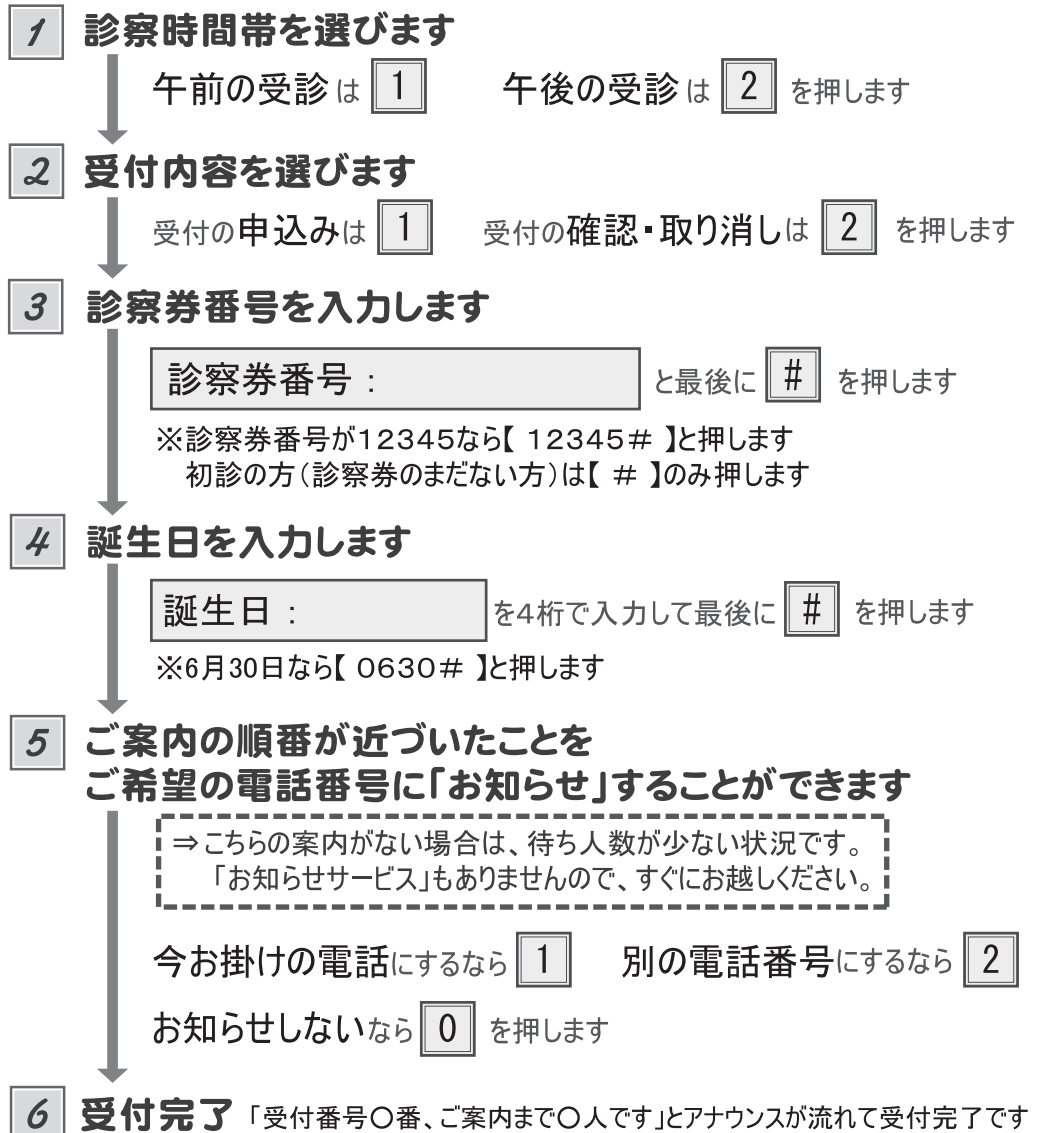 1 診察時間帯を選びます
午前の受診は 1 午後の受診は 2 を押します
2 受付内容を選びます
受付の申込みは 1 受付の確認・取り消しは 2 を押します
3 診察券番号を入力します
診察券番号： と最後に # を押します
※診察券番号が12345なら【 12345# 】と押します
初診の方(診察券のまだない方)は【 # 】のみ押します
4 誕生日を入力します
誕生日： を4桁で入力して最後に # を押します
※6月30日なら【 0630# 】と押します
5 ご案内の順番が近づいたことを
ご希望の電話番号に「お知らせ」することができます
⇒こちらの案内がない場合は、待ち人数が少ない状況です。
「お知らせサービス」もありませんので、すぐにお越しください。
今お掛けの電話にするなら 1 別の電話番号にするなら 2
お知らせしないなら 0 を押します
6 受付完了 「受付番号○番、ご案内まで○人です」とアナウンスが流れて受付完了です